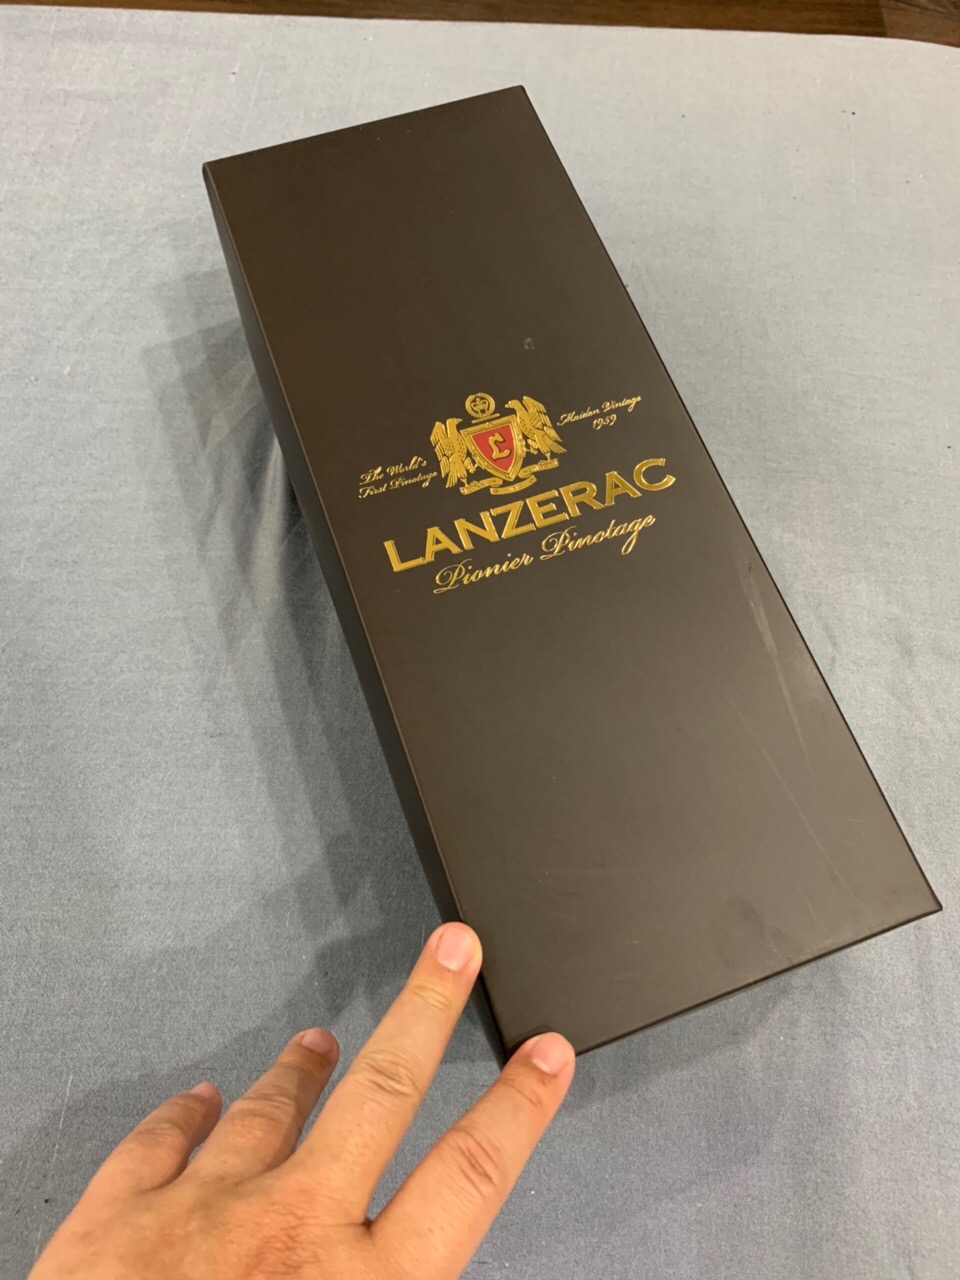 The World's
First Pinotage
Maiden Vintage
1959
L
LANZERAC
Pionier Pinotage